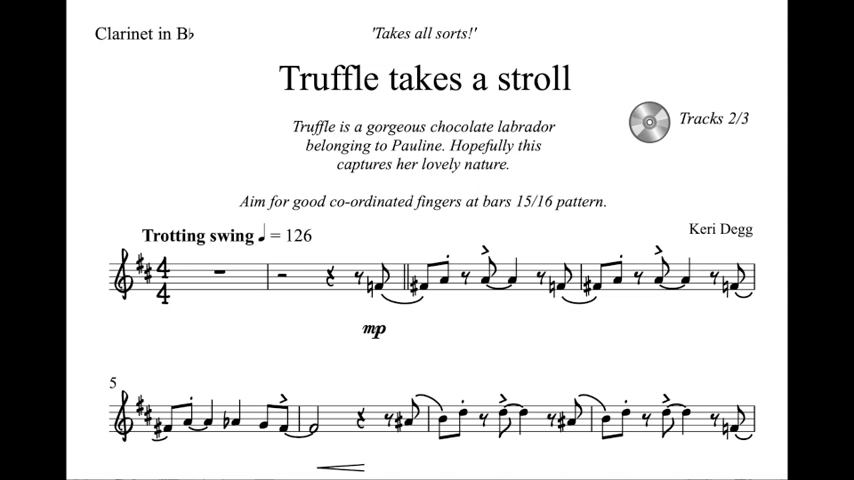 Clarinet in B♭
'Takes all sorts!'
Truffle takes a stroll
Tracks 2/3
Truffle is a gorgeous chocolate labrador
belonging to Pauline. Hopefully this
captures her lovely nature.
Aim for good co-ordinated fingers at bars 15/16 pattern.
Keri Degg
Trotting swing ♩ = 126
4
4
mp
5